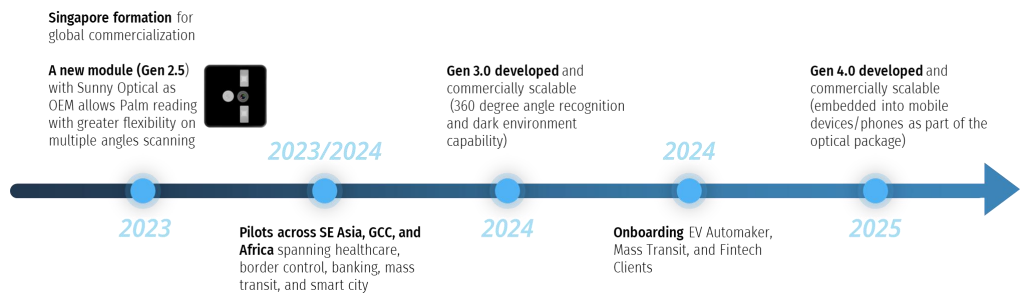 Singapore formation for
global commercialization
A new module (Gen 2.5)
with Sunny Optical as
OEM allows Palm reading
with greater flexibility on
multiple angles scanning
2023
2023/2024
Pilots across SE Asia, GCC, and
Africa spanning healthcare,
border control, banking, mass
transit, and smart city
Gen 3.0 developed and
commercially scalable
(360 degree angle recognition
and dark environment
capability)
2024
2024
Onboarding EV Automaker,
Mass Transit, and Fintech
Clients
Gen 4.0 developed and
commercially scalable
(embedded into mobile
devices/phones as part of the
optical package)
2025